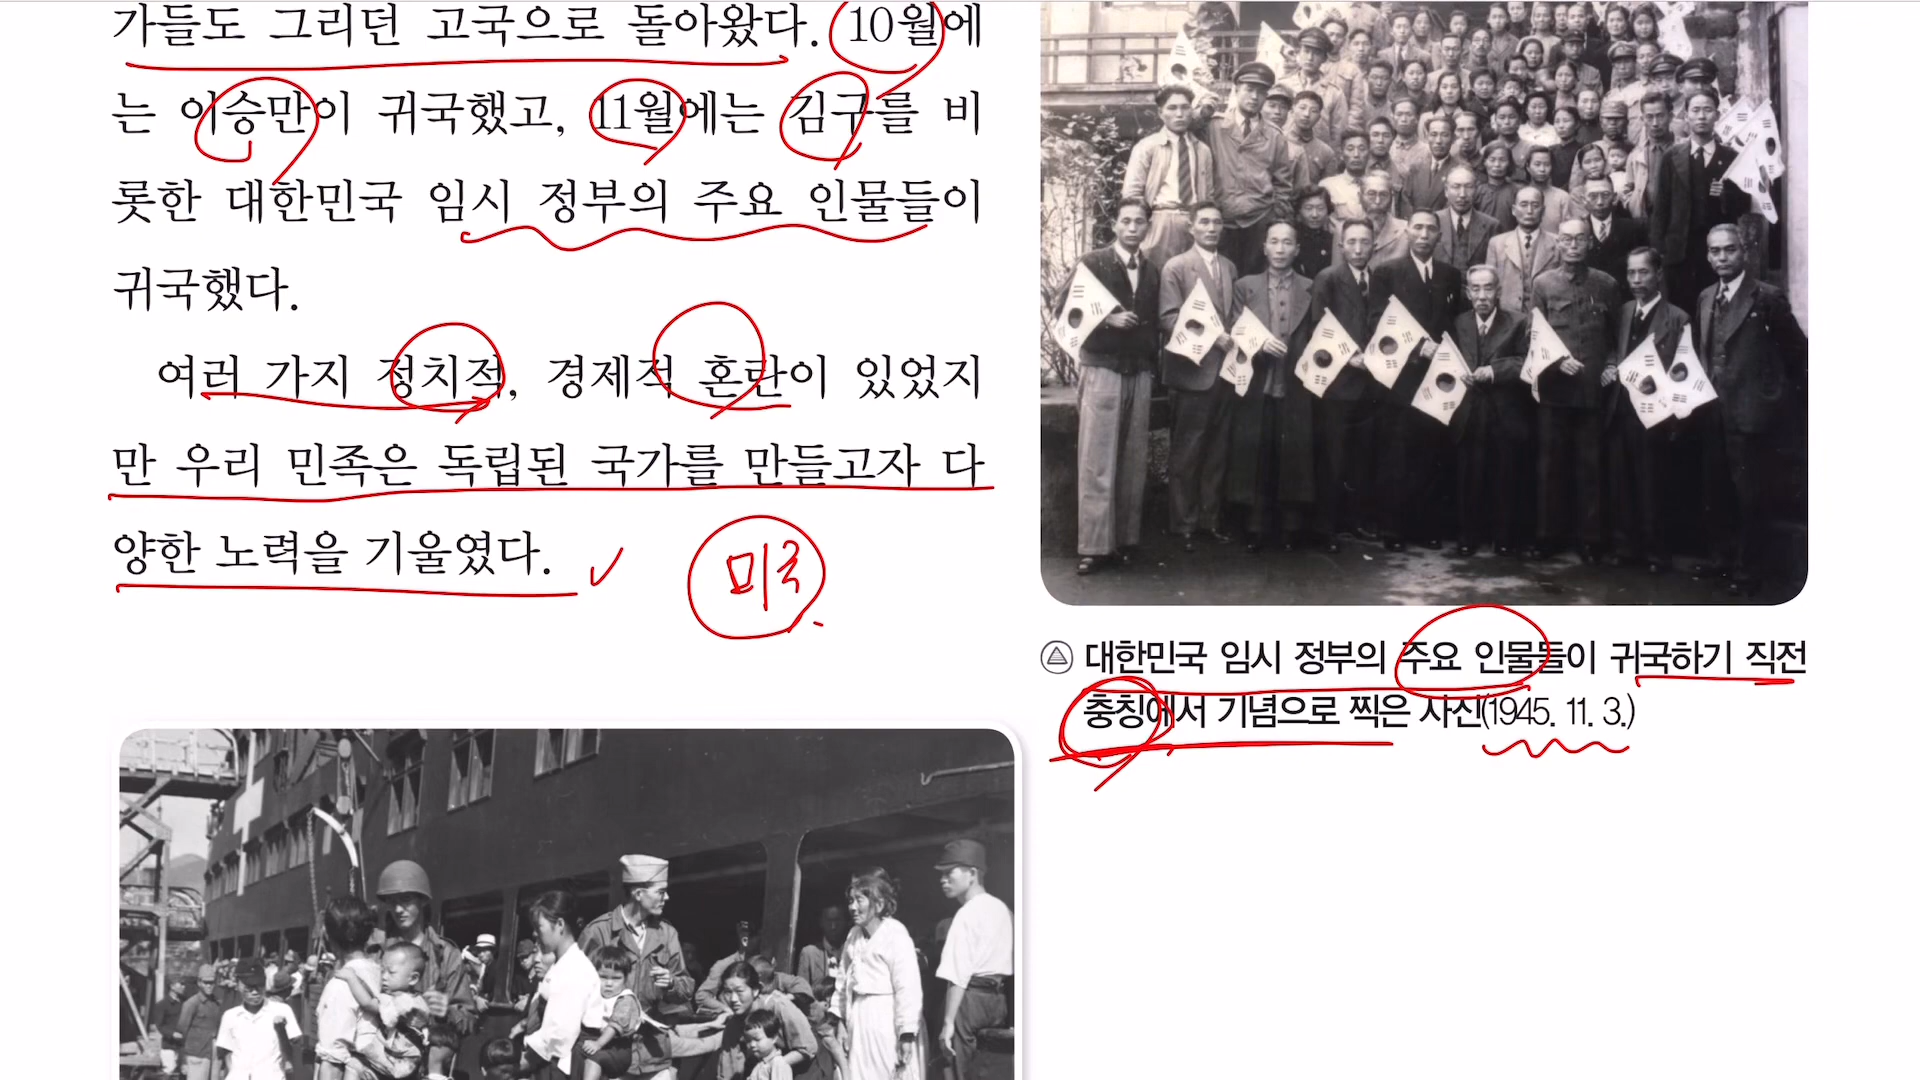 가들도 그리던 고국으로 돌아왔다. 10월에
는 이승만이 귀국했고, 11월에는 김구를 비
롯한 대한민국 임시 정부의 주요 인물들이
귀국했다.
여러 가지 정치적, 경제적 혼란이 있었지
만 우리 민족은 독립된 국가를 만들고자 다
양한 노력을 기울였다.
미국
대한민국 임시 정부의 주요 인물들이 귀국하기 직전
충칭에서 기념으로 찍은 사진(1945. 11. 3.)